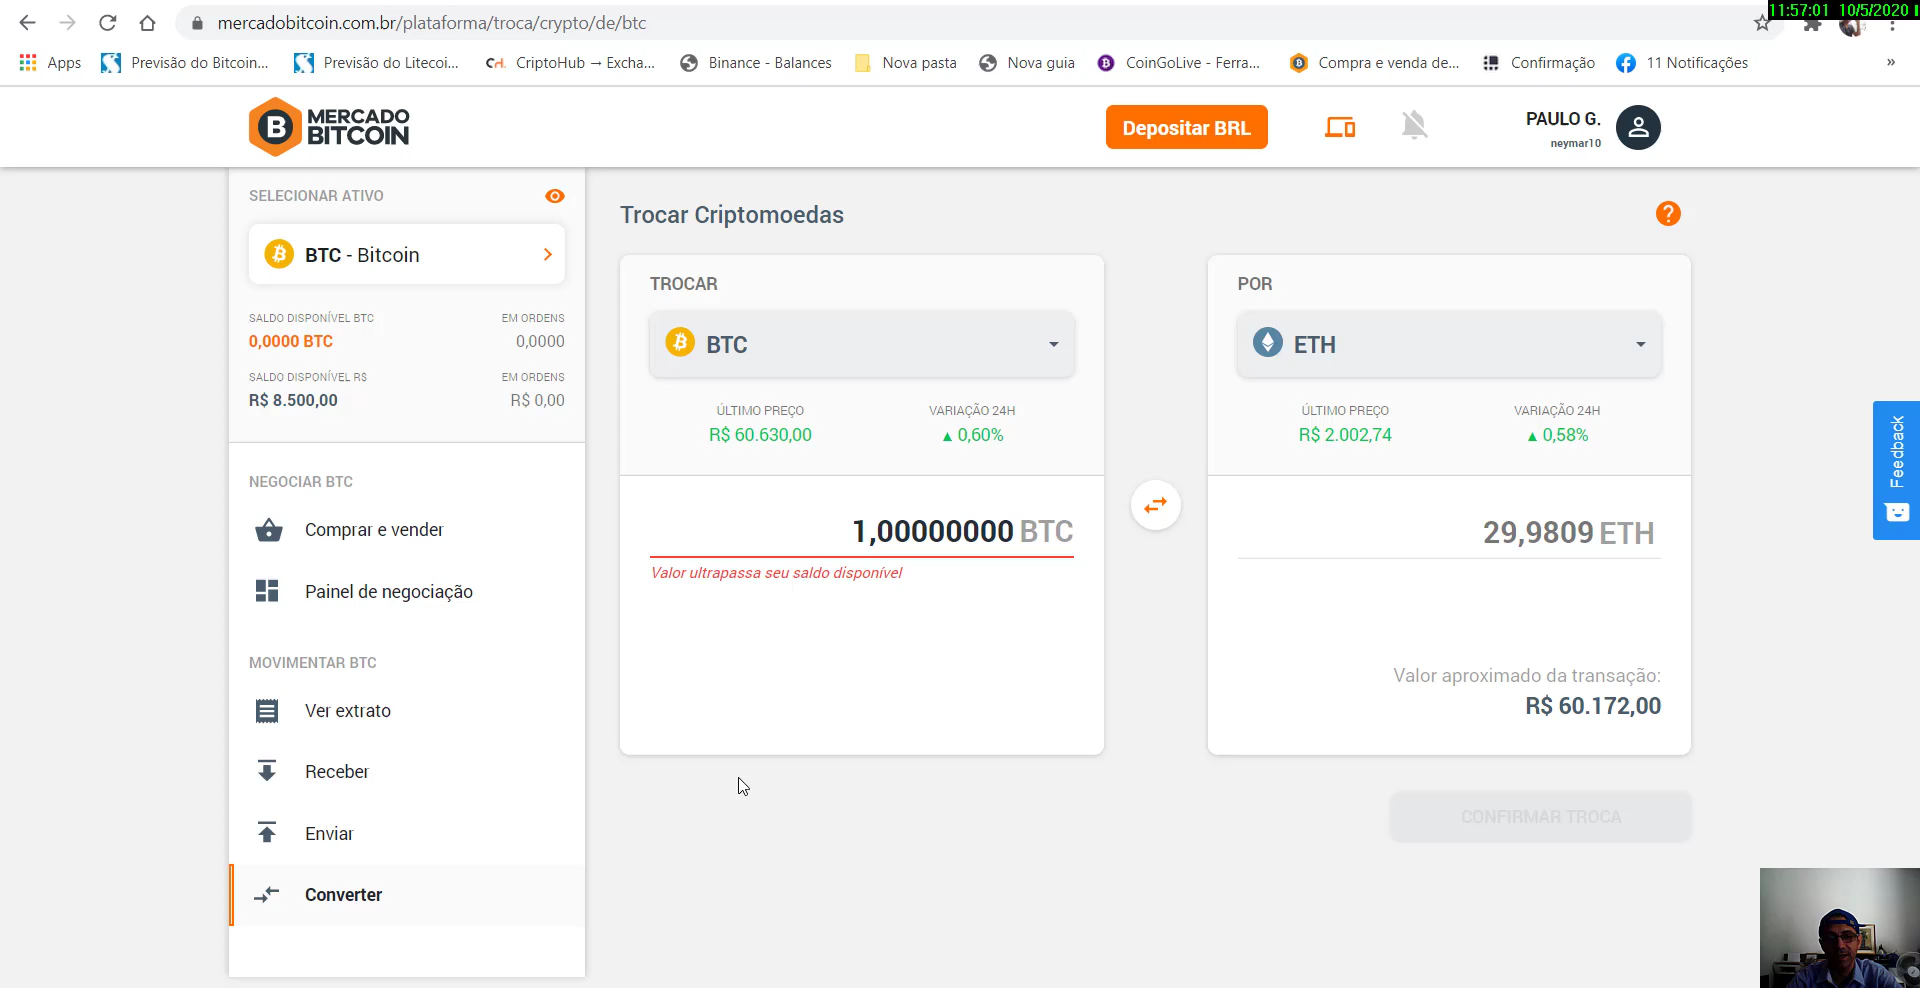 mercadobitcoin.com.br/plataforma/troca/crypto/de/btc
11:57:01 10/5/2020
Apps
Previsão do Bitcoin...
Previsão do Litecoi...
CriptoHub → Excha...
Binance - Balances
Nova pasta
Nova guia
CoinGoLive - Ferra...
Compra e venda de...
Confirmação
11 Notificações
»
MERCADO
BITCOIN
Depositar BRL
PAULO G.
neymar10
SELECIONAR ATIVO
BTC - Bitcoin
SALDO DISPONÍVEL BTC
EM ORDENS
0,0000 BTC
0,0000
SALDO DISPONÍVEL R$
EM ORDENS
R$ 8.500,00
R$ 0,00
NEGOCIAR BTC
Comprar e vender
Painel de negociação
MOVIMENTAR BTC
Ver extrato
Receber
Enviar
Converter
Trocar Criptomoedas
?
TROCAR
BTC
ÚLTIMO PREÇO
VARIAÇÃO 24H
R$ 60.630,00
▲ 0,60%
1,00000000 BTC
Valor ultrapassa seu saldo disponível
POR
ETH
ÚLTIMO PREÇO
VARIAÇÃO 24H
R$ 2.002,74
▲ 0,58%
29,9809 ETH
Valor aproximado da transação:
R$ 60.172,00
CONFIRMAR TROCA
Feedback